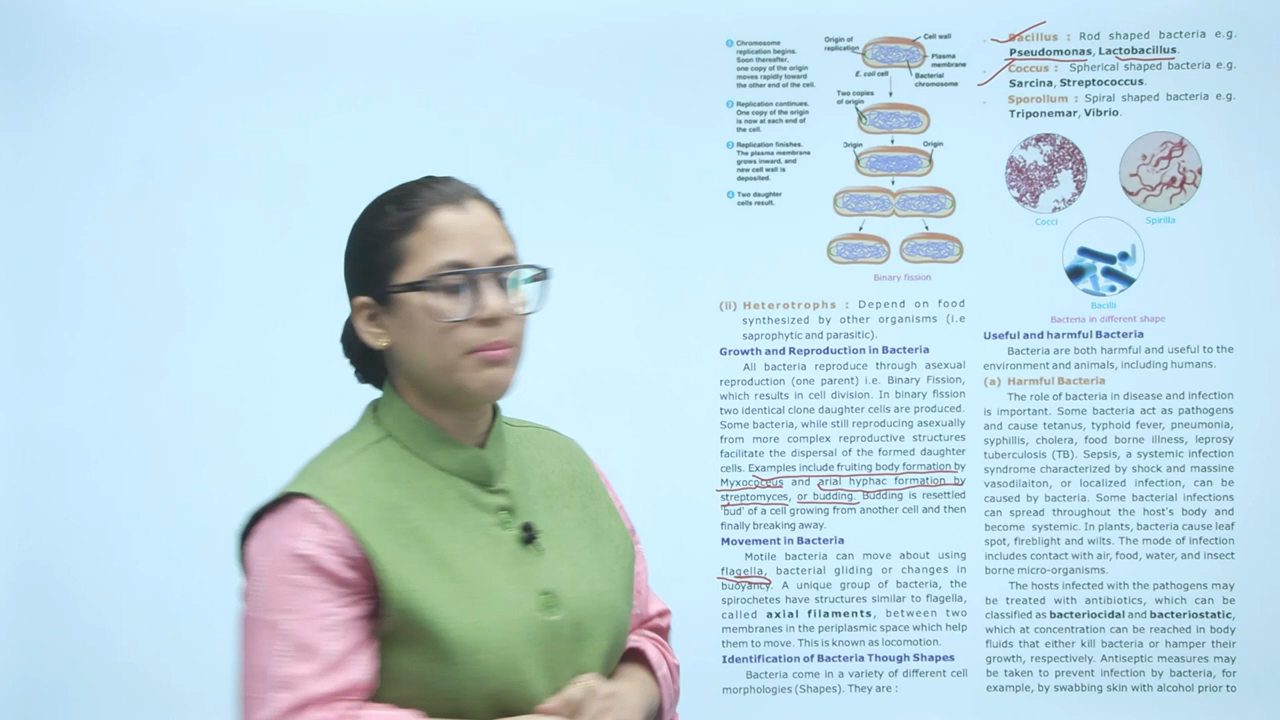 1 Chromosome
replication begins.
Soon thereafter,
one copy of the origin
moves rapidly toward
the other end of the cell.
2 Replication continues.
One copy of the origin
is now at each end of
the cell.
3 Replication finishes.
The plasma membrane
grows inward, and
new cell wall is
deposited.
4 Two daughter
cells result.
Origin of
replication
Cell wall
Plasma
membrane
E. coli cell
Bacterial
chromosome
Two copies
of origin
Origin
Origin
Binary fission
(ii) Heterotrophs : Depend on food
synthesized by other organisms (i.e
saprophytic and parasitic).
Growth and Reproduction in Bacteria
All bacteria reproduce through asexual
reproduction (one parent) i.e. Binary Fission,
which results in cell division. In binary fission
two identical clone daughter cells are produced.
Some bacteria, while still reproducing asexually
from more complex reproductive structures
facilitate the dispersal of the formed daughter
cells. Examples include fruiting body formation by
Myxococcus and arial hyphac formation by
streptomyces, or budding. Budding is resettled
'bud' of a cell growing from another cell and then
finally breaking away.
Movement in Bacteria
Motile bacteria can move about using
flagella, bacterial gliding or changes in
buoyancy. A unique group of bacteria, the
spirochetes have structures similar to flagella,
called axial filaments, between two
membranes in the periplasmic space which help
them to move. This is known as locomotion.
Identification of Bacteria Though Shapes
Bacteria come in a variety of different cell
morphologies (Shapes). They are :
Bacillus : Rod shaped bacteria e.g.
Pseudomonas, Lactobacillus.
Coccus : Spherical shaped bacteria e.g.
Sarcina, Streptococcus.
Sporollum : Spiral shaped bacteria e.g.
Triponemar, Vibrio.
Cocci
Spirilla
Bacilli
Bacteria in different shape
Useful and harmful Bacteria
Bacteria are both harmful and useful to the
environment and animals, including humans.
(a) Harmful Bacteria
The role of bacteria in disease and infection
is important. Some bacteria act as pathogens
and cause tetanus, typhoid fever, pneumonia,
syphillis, cholera, food borne illness, leprosy
tuberculosis (TB). Sepsis, a systemic infection
syndrome characterized by shock and massive
vasodilaiton, or localized infection, can be
caused by bacteria. Some bacterial infections
can spread throughout the host's body and
become systemic. In plants, bacteria cause leaf
spot, fireblight and wilts. The mode of infection
includes contact with air, food, water, and insect
borne micro-organisms.
The hosts infected with the pathogens may
be treated with antibiotics, which can be
classified as bacteriocidal and bacteriostatic,
which at concentration can be reached in body
fluids that either kill bacteria or hamper their
growth, respectively. Antiseptic measures may
be taken to prevent infection by bacteria, for
example, by swabbing skin with alcohol prior to